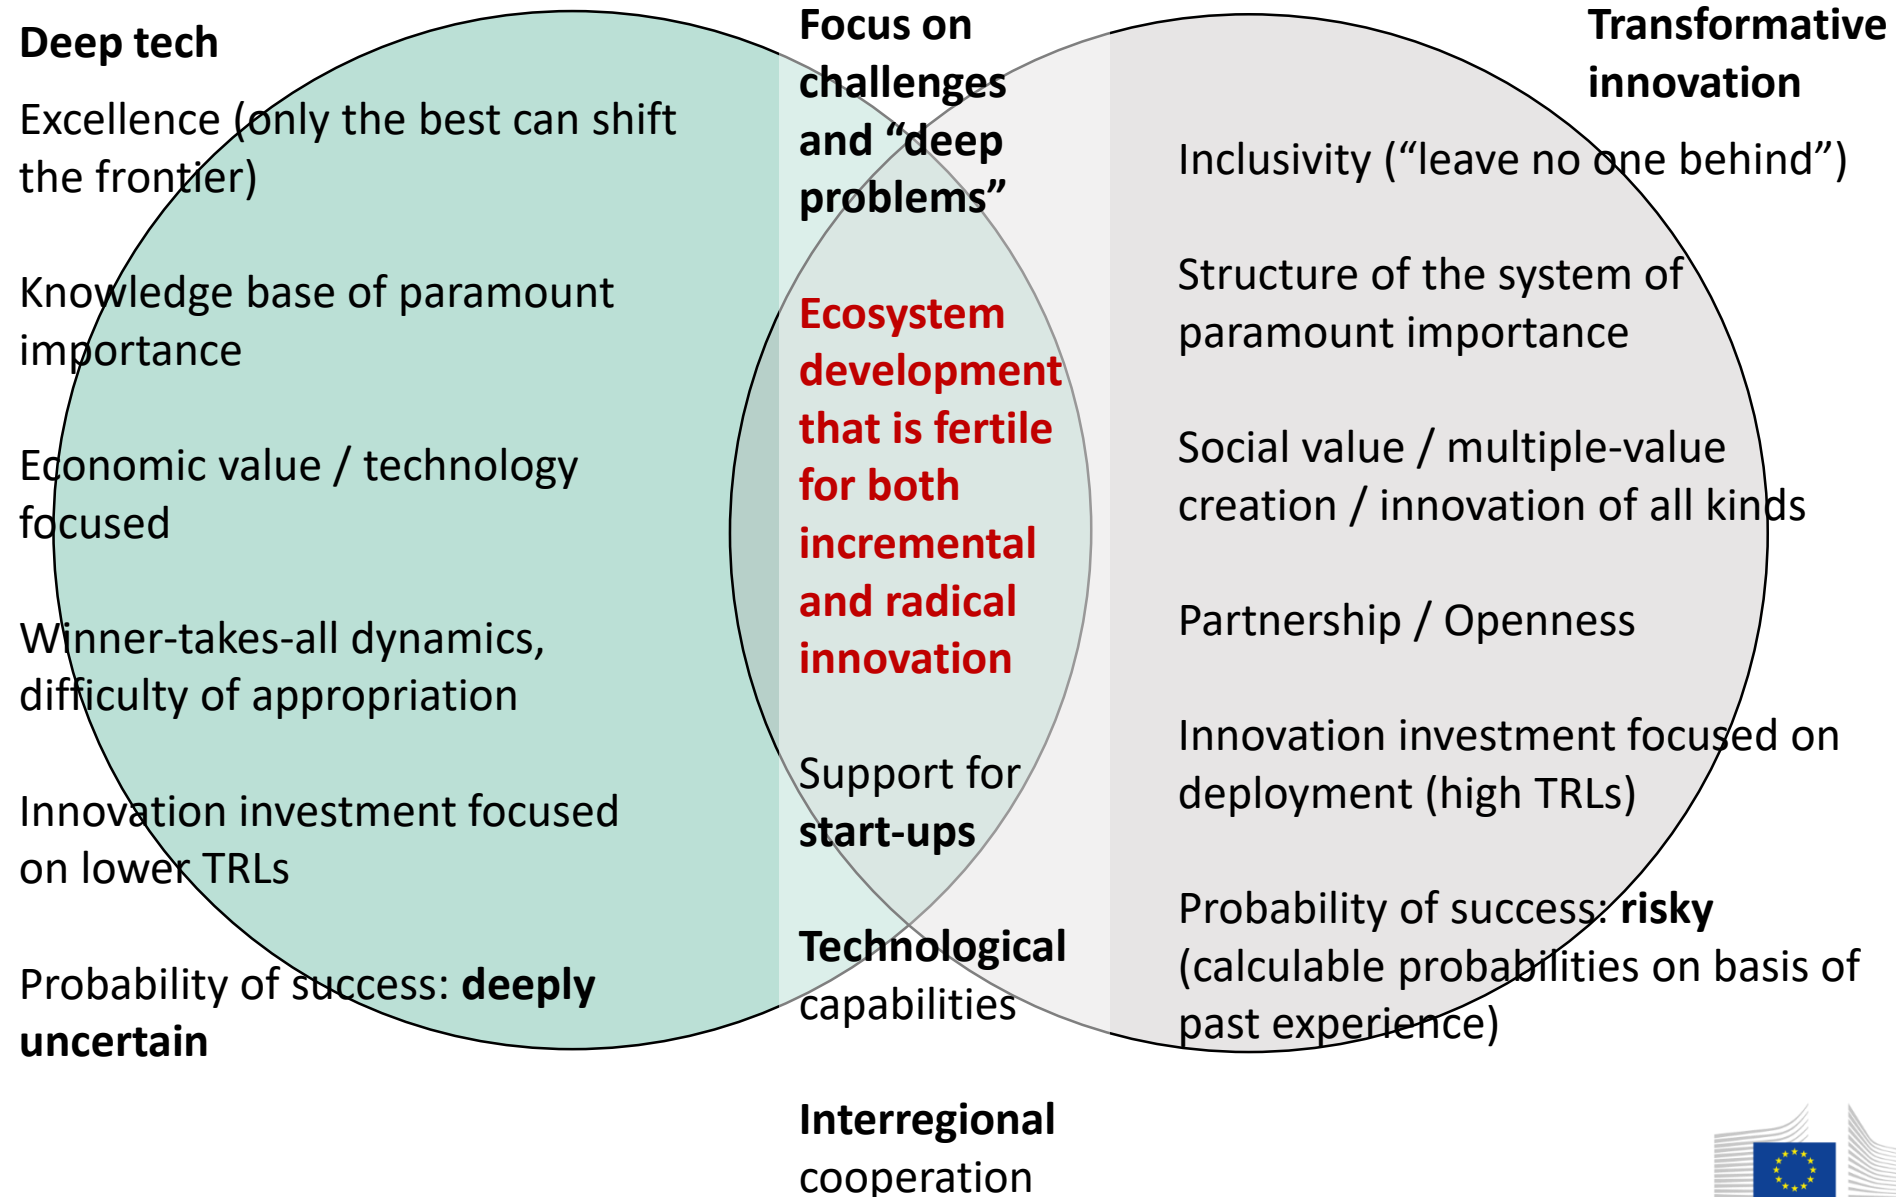 Deep tech
Excellence (only the best can shift
the frontier)
Knowledge base of paramount
importance
Economic value / technology
focused
Winner-takes-all dynamics,
difficulty of appropriation
Innovation investment focused
on lower TRLs
Probability of success: deeply
uncertain
Focus on
challenges
and “deep
problems”
Ecosystem
development
that is fertile
for both
incremental
and radical
innovation
Support for
start-ups
Technological
capabilities
Interregional
cooperation
Transformative
innovation
Inclusivity (“leave no one behind”)
Structure of the system of
paramount importance
Social value / multiple-value
creation / innovation of all kinds
Partnership / Openness
Innovation investment focused on
deployment (high TRLs)
Probability of success: risky
(calculable probabilities on basis of
past experience)